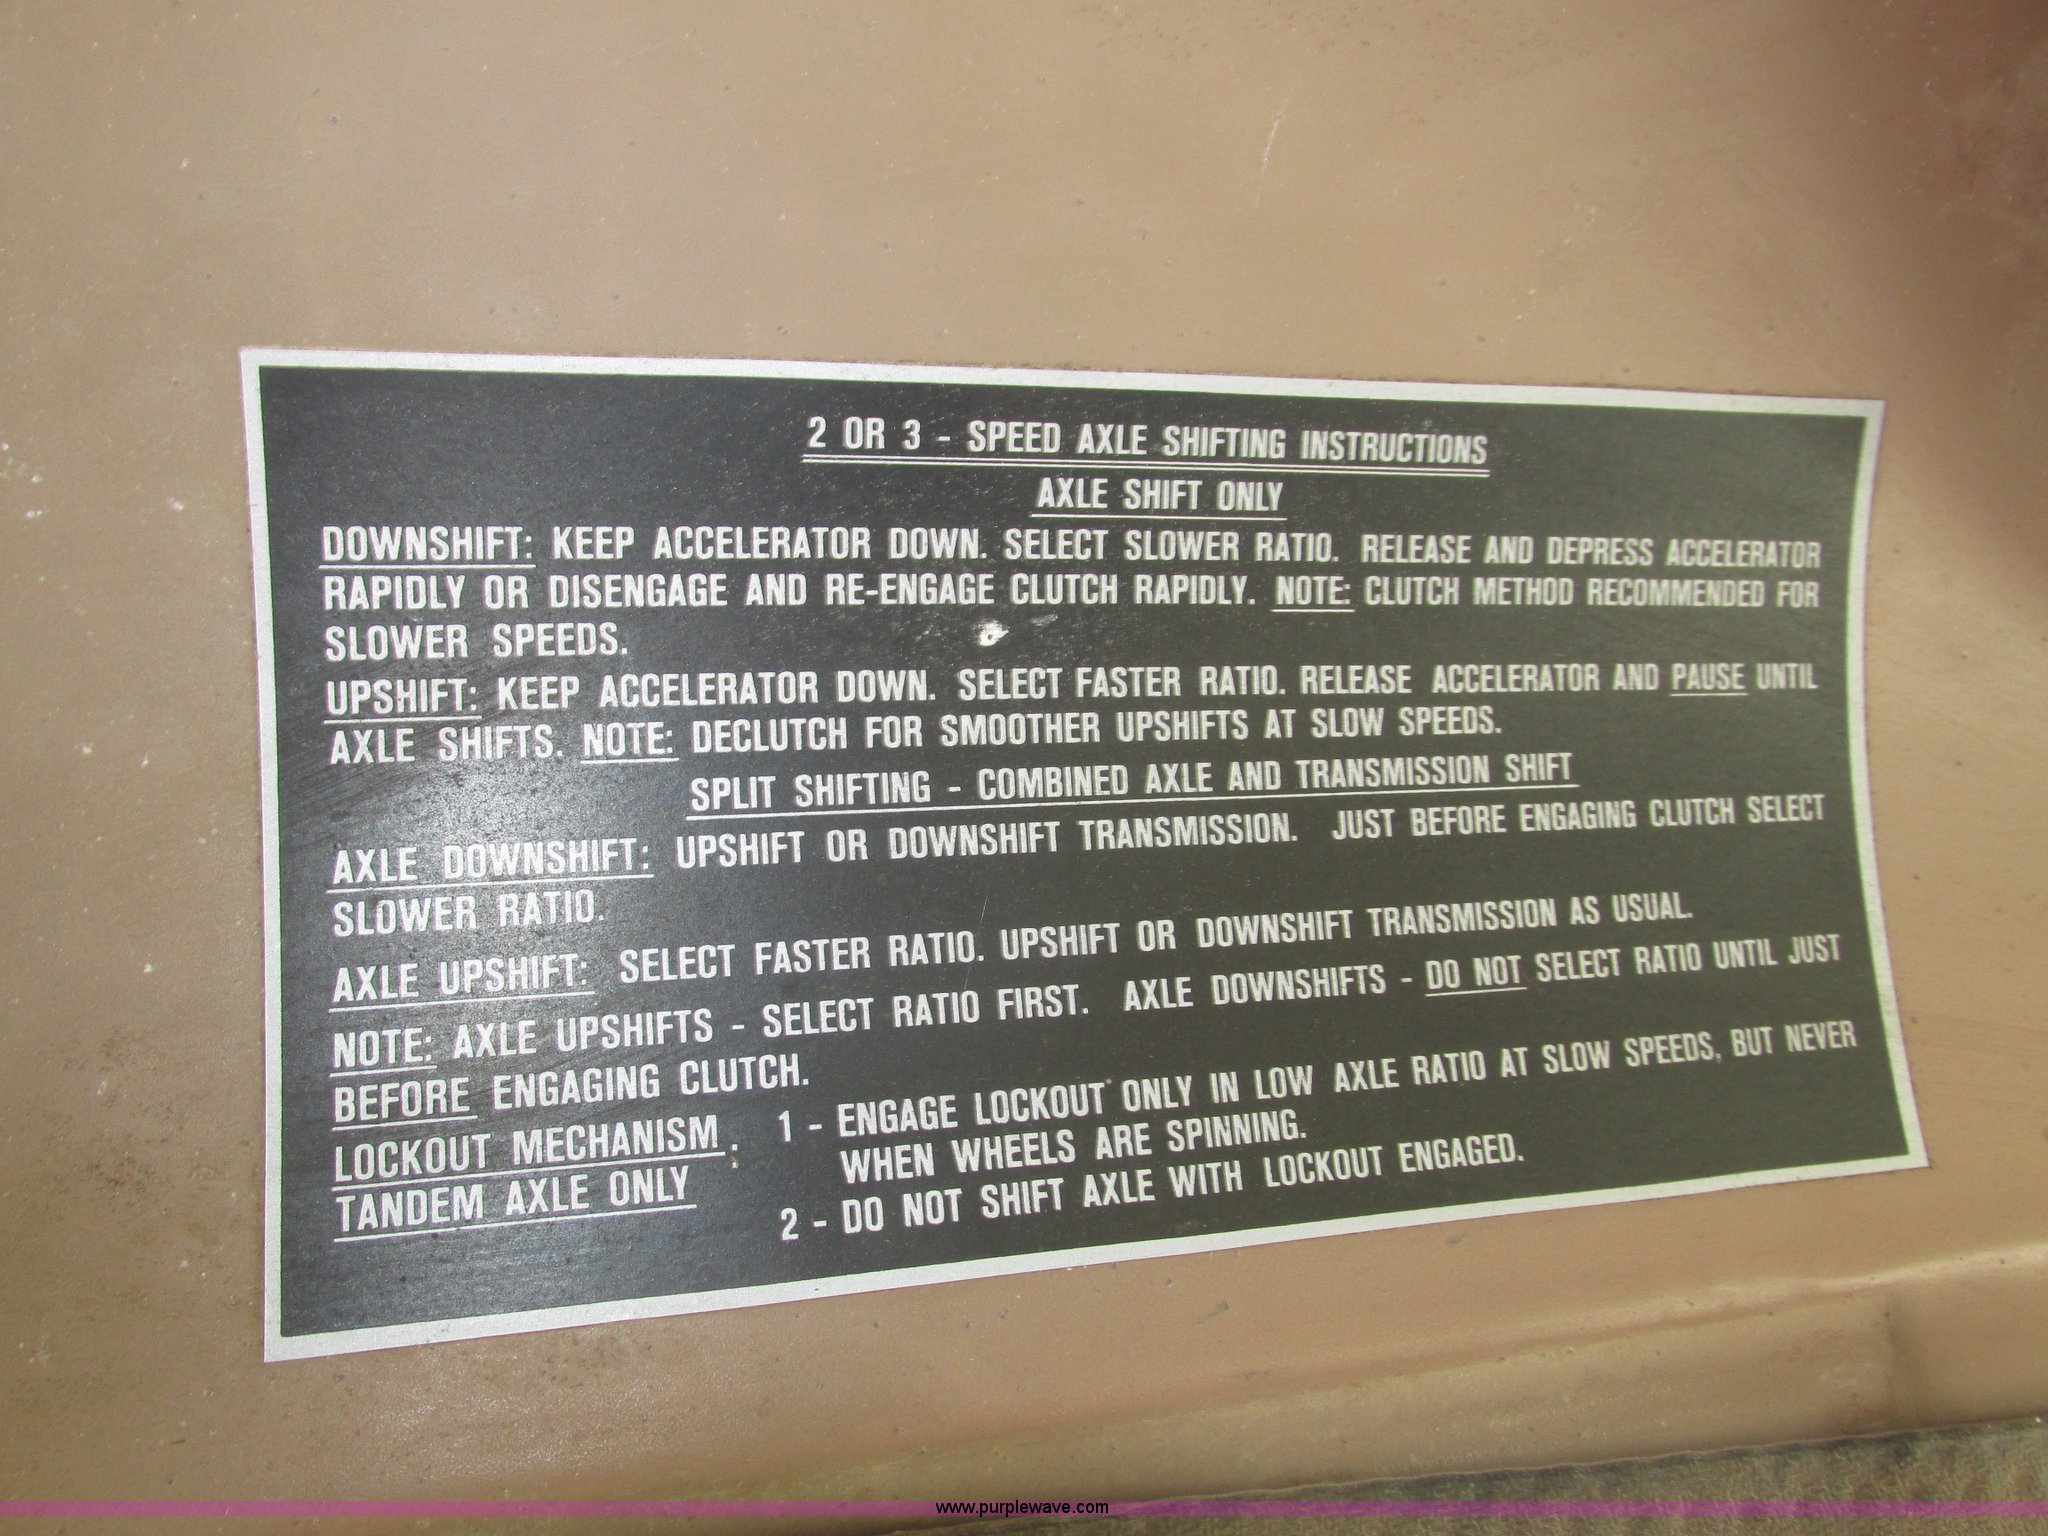 2 OR 3 - SPEED AXLE SHIFTING INSTRUCTIONS
AXLE SHIFT ONLY
DOWNSHIFT: KEEP ACCELERATOR DOWN. SELECT SLOWER RATIO. RELEASE AND DEPRESS ACCELERATOR
RAPIDLY OR DISENGAGE AND RE-ENGAGE CLUTCH RAPIDLY. NOTE: CLUTCH METHOD RECOMMENDED FOR
SLOWER SPEEDS.
UPSHIFT: KEEP ACCELERATOR DOWN. SELECT FASTER RATIO. RELEASE ACCELERATOR AND PAUSE UNTIL
AXLE SHIFTS. NOTE: DECLUTCH FOR SMOOTHER UPSHIFTS AT SLOW SPEEDS.
SPLIT SHIFTING - COMBINED AXLE AND TRANSMISSION SHIFT
AXLE DOWNSHIFT: UPSHIFT OR DOWNSHIFT TRANSMISSION. JUST BEFORE ENGAGING CLUTCH SELECT
SLOWER RATIO.
AXLE UPSHIFT: SELECT FASTER RATIO. UPSHIFT OR DOWNSHIFT TRANSMISSION AS USUAL.
NOTE: AXLE UPSHIFTS - SELECT RATIO FIRST. AXLE DOWNSHIFTS - DO NOT SELECT RATIO UNTIL JUST
BEFORE ENGAGING CLUTCH.
LOCKOUT MECHANISM : 1 - ENGAGE LOCKOUT ONLY IN LOW AXLE RATIO AT SLOW SPEEDS, BUT NEVER
TANDEM AXLE ONLY WHEN WHEELS ARE SPINNING.
2 - DO NOT SHIFT AXLE WITH LOCKOUT ENGAGED.
www.purplewave.com